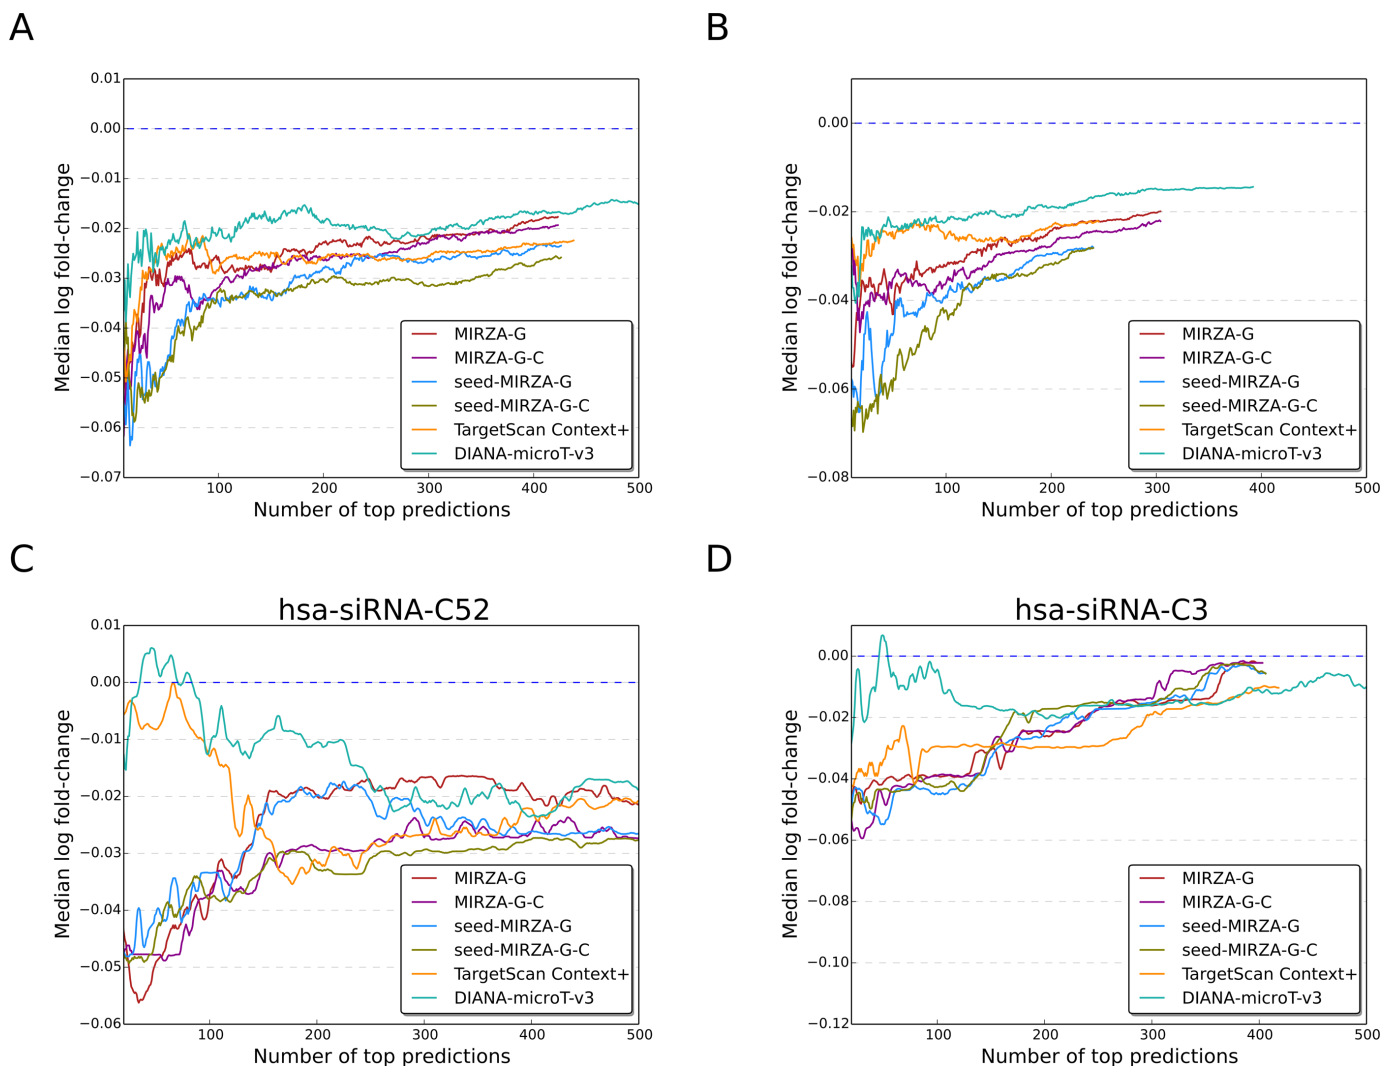 A
0.01
0.00
−0.01
−0.02
−0.03
−0.04
−0.05
−0.06
−0.07
Median log fold-change
100 200 300 400 500
Number of top predictions
MIRZA-G
MIRZA-G-C
seed-MIRZA-G
seed-MIRZA-G-C
TargetScan Context+
DIANA-microT-v3
B
0.00
−0.02
−0.04
−0.06
−0.08
Median log fold-change
100 200 300 400 500
Number of top predictions
MIRZA-G
MIRZA-G-C
seed-MIRZA-G
seed-MIRZA-G-C
TargetScan Context+
DIANA-microT-v3
C
hsa-siRNA-C52
0.01
0.00
−0.01
−0.02
−0.03
−0.04
−0.05
−0.06
Median log fold-change
100 200 300 400 500
Number of top predictions
MIRZA-G
MIRZA-G-C
seed-MIRZA-G
seed-MIRZA-G-C
TargetScan Context+
DIANA-microT-v3
D
hsa-siRNA-C3
0.00
−0.02
−0.04
−0.06
−0.08
−0.10
−0.12
Median log fold-change
100 200 300 400 500
Number of top predictions
MIRZA-G
MIRZA-G-C
seed-MIRZA-G
seed-MIRZA-G-C
TargetScan Context+
DIANA-microT-v3